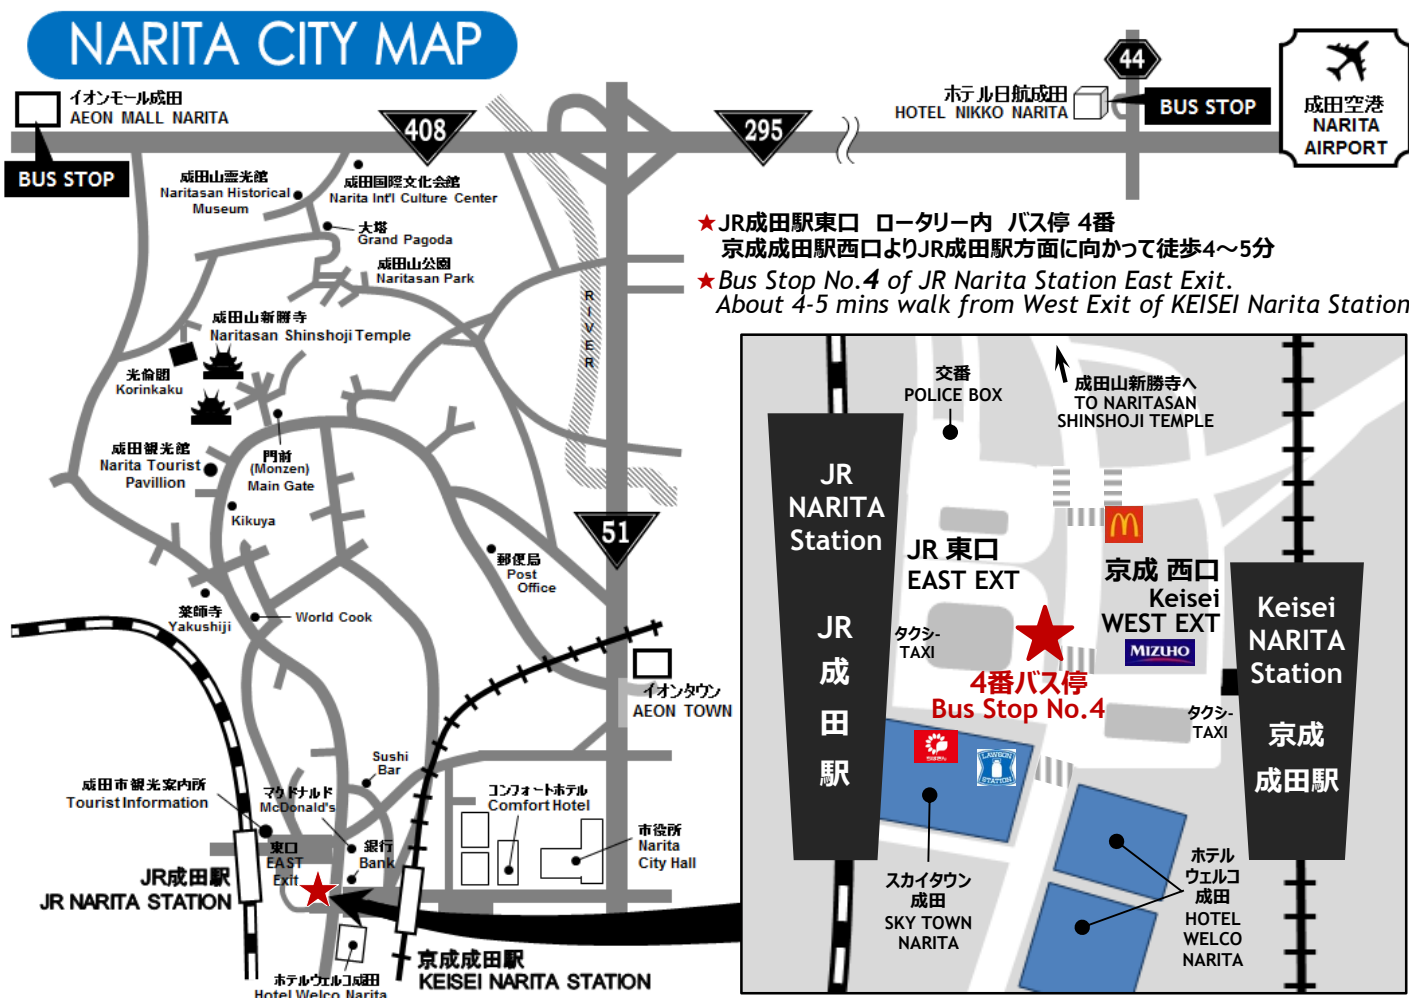 NARITA CITY MAP
イオンモール成田
AEON MALL NARITA
BUS STOP
408
295
44
ホテル日航成田
HOTEL NIKKO NARITA
BUS STOP
成田空港
NARITA
AIRPORT
成田山霊光館
Naritasan Historical
Museum
成田国際文化会館
Narita Int'l Culture Center
大塔
Grand Pagoda
成田山公園
Naritasan Park
成田山新勝寺
Naritasan Shinshoji Temple
光倫閣
Korinkaku
RIVER
★JR成田駅東口 ロータリー内 バス停 4番
京成成田駅西口よりJR成田駅方面に向かって徒歩4～5分
★Bus Stop No.4 of JR Narita Station East Exit.
About 4-5 mins walk from West Exit of KEISEI Narita Station
成田観光館
Narita Tourist
Pavillion
門前
(Monzen)
Main Gate
Kikuya
51
郵便局
Post
Office
薬師寺
Yakushiji
World Cook
イオンタウン
AEON TOWN
Sushi
Bar
成田市観光案内所
Tourist Information
マクドナルド
McDonald's
コンフォートホテル
Comfort Hotel
市役所
Narita
City Hall
東口
EAST
Exit
銀行
Bank
JR成田駅
JR NARITA STATION
京成成田駅
KEISEI NARITA STATION
ホテルウェルコ成田
Hotel Welco Narita
交番
POLICE BOX
成田山新勝寺へ
TO NARITASAN
SHINSHOJI TEMPLE
JR
NARITA
Station
JR
成
田
駅
JR 東口
EAST EXT
京成 西口
Keisei
WEST EXT
MIZUHO
Keisei
NARITA
Station
京成
成田駅
タクシー
TAXI
4番バス停
Bus Stop No.4
タクシー
TAXI
ちばぎん
LAWSON
STATION
スカイタウン
成田
SKY TOWN
NARITA
ホテル
ウェルコ
成田
HOTEL
WELCO
NARITA